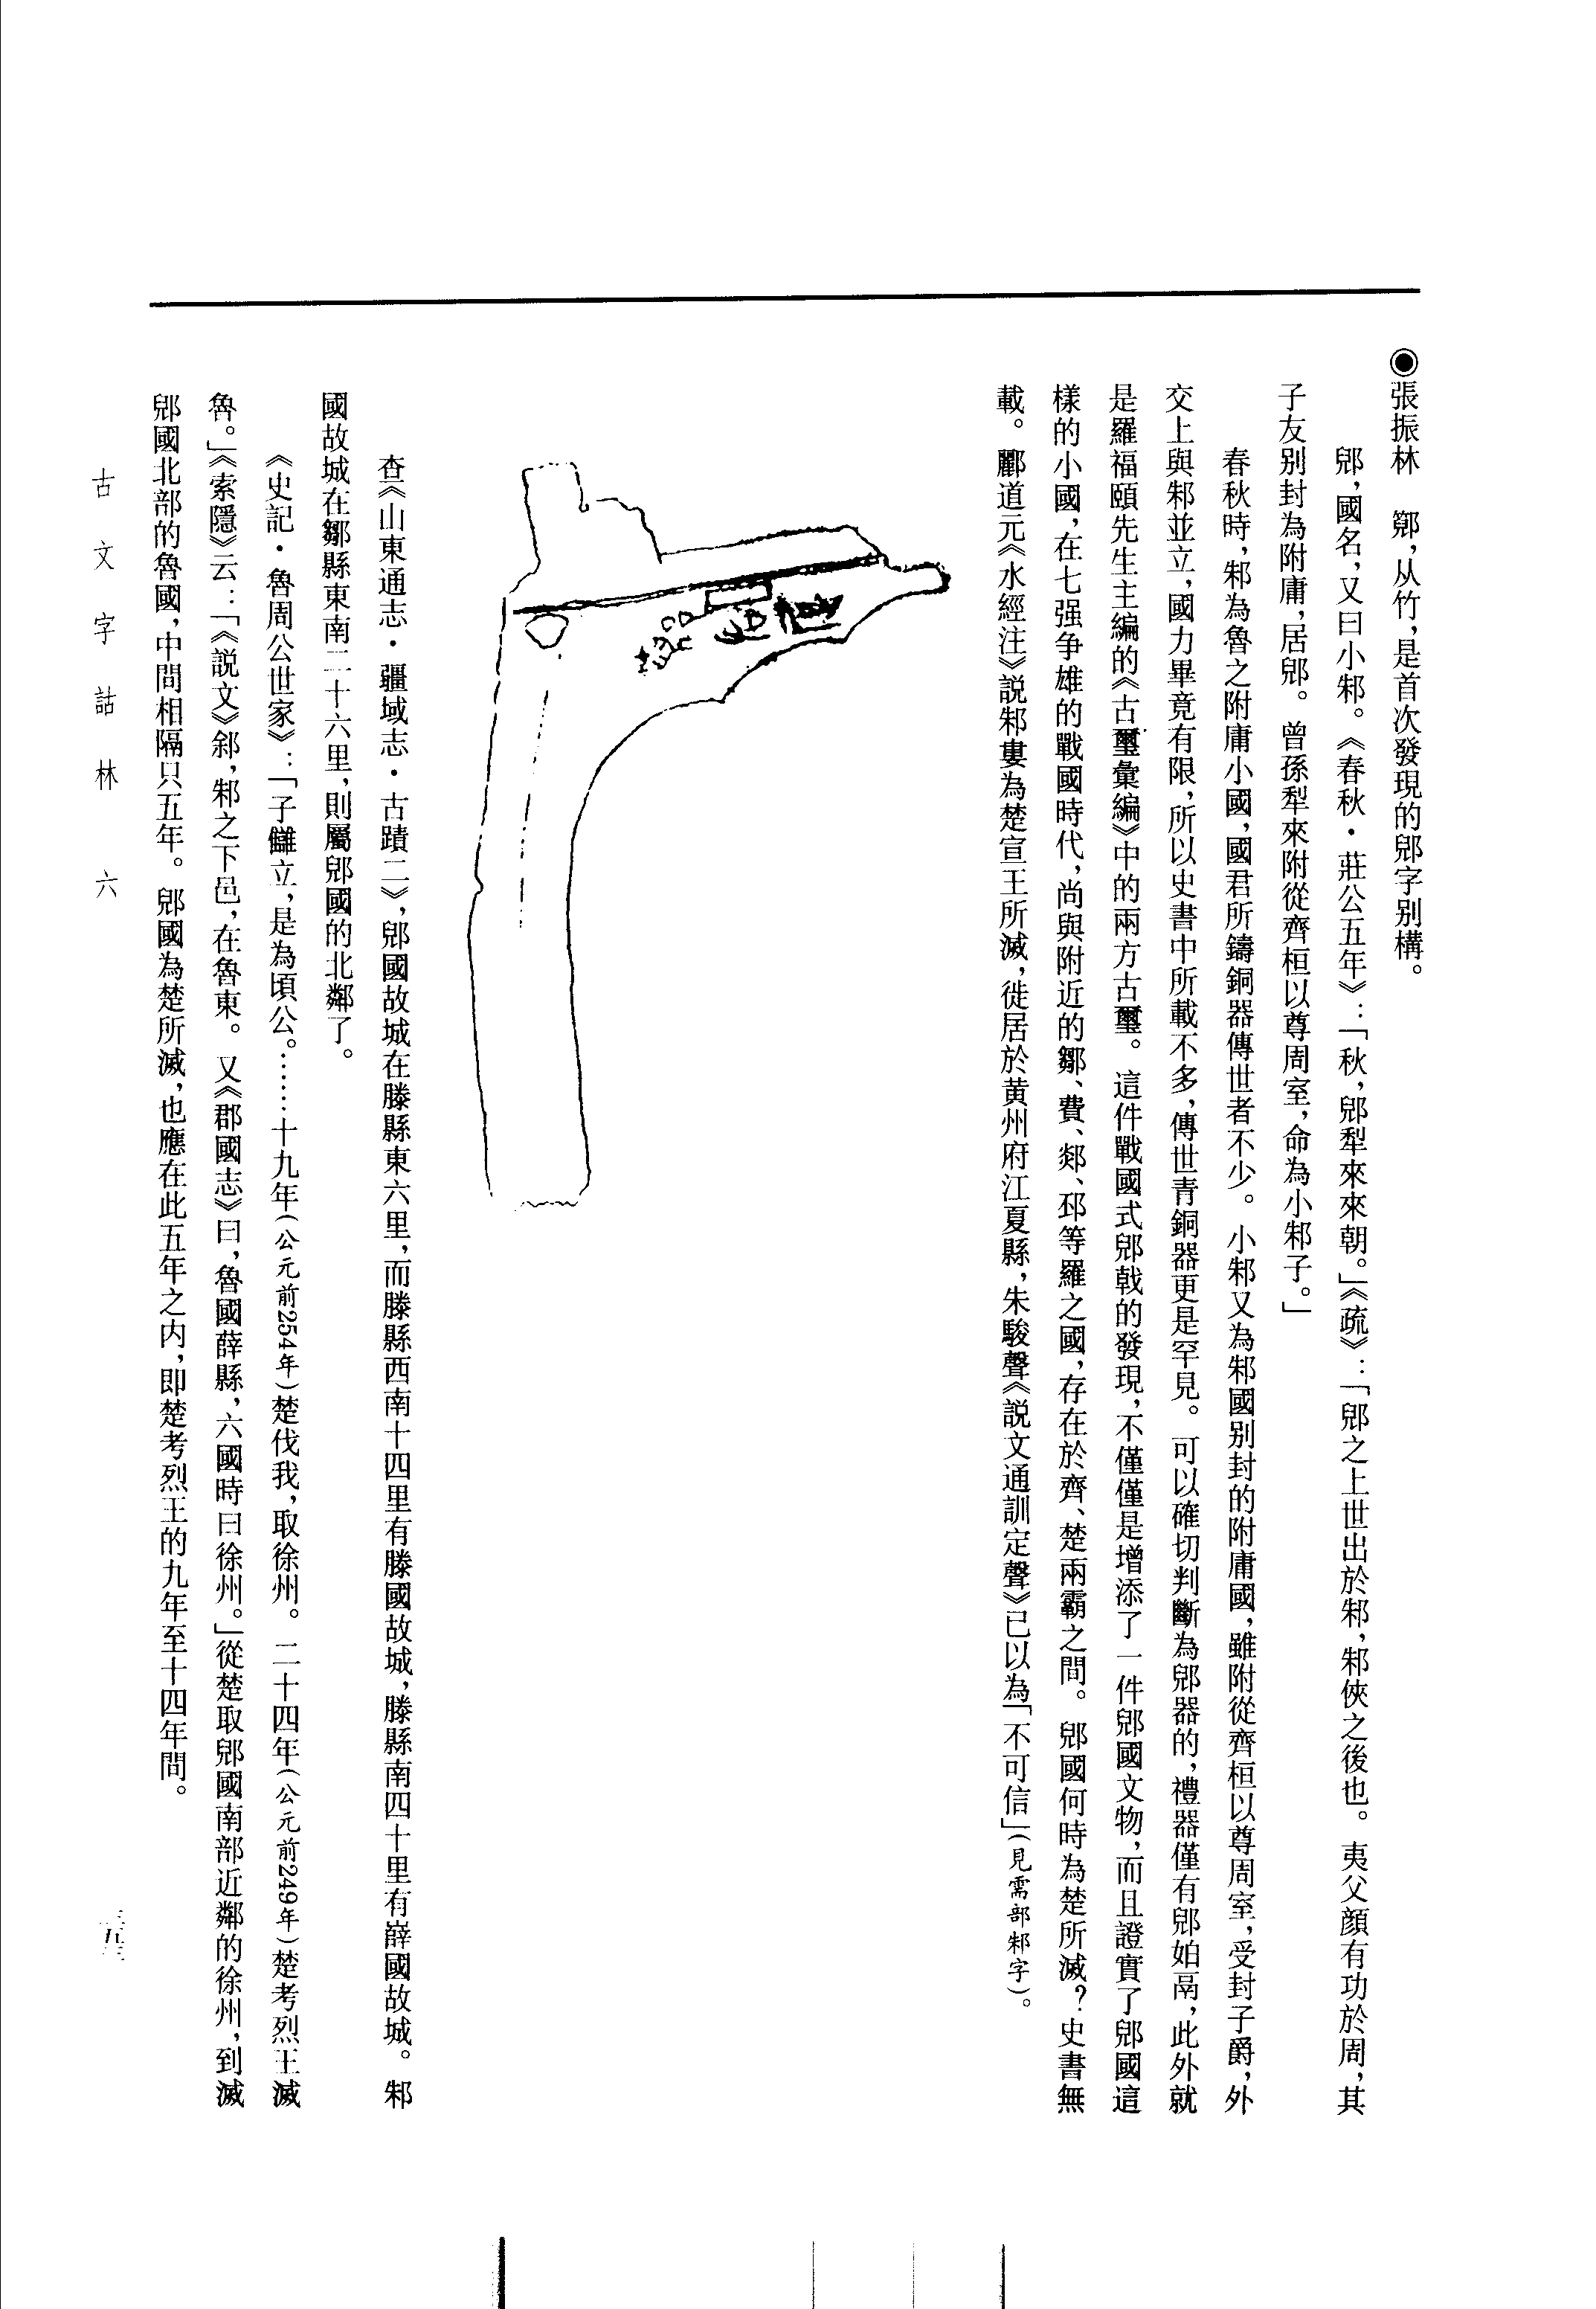 ◉張振林　䣙，从竹，是首次發現的郳字别構。
郳，國名，又曰小邾。《春秋·莊公五年》：「秋，郳犁來來朝。」《疏》：「郳之上世出於邾，邾俠之後也。夷父顔有功於周，其
子友别封為附庸，居郳。曾孫犁來附從齊桓以尊周室，命為小邾子。」
春秋時，邾為魯之附庸小國，國君所鑄銅器傳世者不少。小邾又為邾國别封的附庸國，雖附從齊桓以尊周室，受封子爵，外
交上與邾並立，國力畢竟有限，所以史書中所載不多，傳世青銅器更是罕見。可以確切判斷為郳器的，禮器僅有郳姶鬲，此外就
是羅福頤先生主編的《古璽彙編》中的兩方古璽。這件戰國式郳戟的發現，不僅僅是增添了一件郳國文物，而且證實了郳國這
樣的小國，在七强争雄的戰國時代，尚與附近的鄒、費、郯、邳等羅之國，存在於齊、楚兩霸之間。郳國何時為楚所滅？史書無
載。酈道元《水經注》説邾婁為楚宣王所滅，徙居於黄州府江夏縣，朱駿聲《説文通訓定聲》已以為「不可信」（見需部邾字）。
查《山東通志·疆域志·古蹟二》，郳國故城在滕縣東六里，而滕縣西南十四里有滕國故城，滕縣南四十里有薛國故城。邾
國故城在鄒縣東南二十六里，則屬郳國的北鄰了。
《史記·魯周公世家》：「子讎立，是為頃公。……十九年（公元前254年）楚伐我，取徐州。二十四年（公元前249年）楚考烈王滅
魯。」《索隱》云：「《説文》䣄，邾之下邑，在魯東。又《郡國志》曰，魯國薛縣，六國時曰徐州。」從楚取郳國南部近鄰的徐州，到滅
郳國北部的魯國，中間相隔只五年。郳國為楚所滅，也應在此五年之内，即楚考烈王的九年至十四年間。
古文字詁林　六